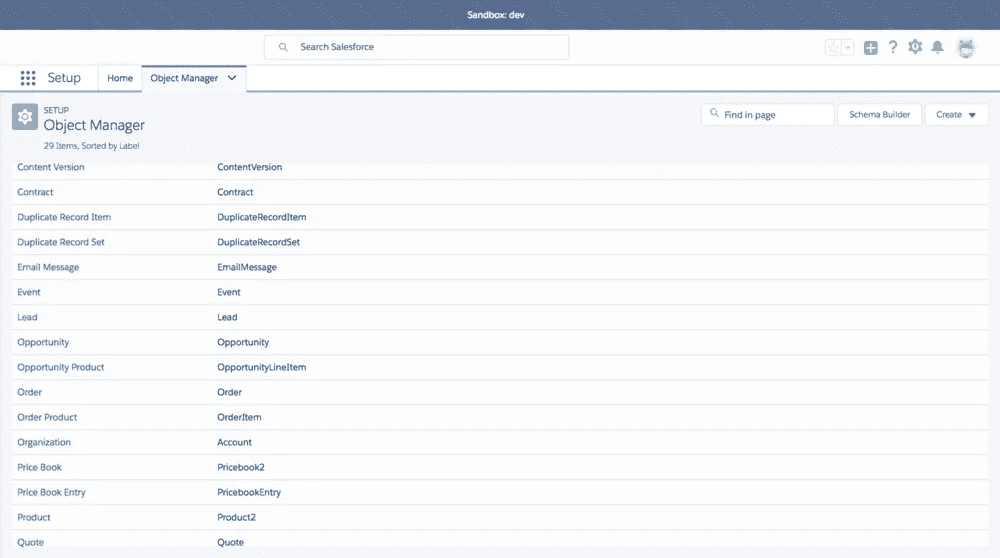 Sandbox: dev
Search Salesforce
Setup
Home
Object Manager
SETUP
Object Manager
29 Items, Sorted by Label
Find in page
Schema Builder
Create
Content Version ContentVersion
Contract Contract
Duplicate Record Item DuplicateRecordItem
Duplicate Record Set DuplicateRecordSet
Email Message EmailMessage
Event Event
Lead Lead
Opportunity Opportunity
Opportunity Product OpportunityLineItem
Order Order
Order Product OrderItem
Organization Account
Price Book Pricebook2
Price Book Entry PricebookEntry
Product Product2
Quote Quote